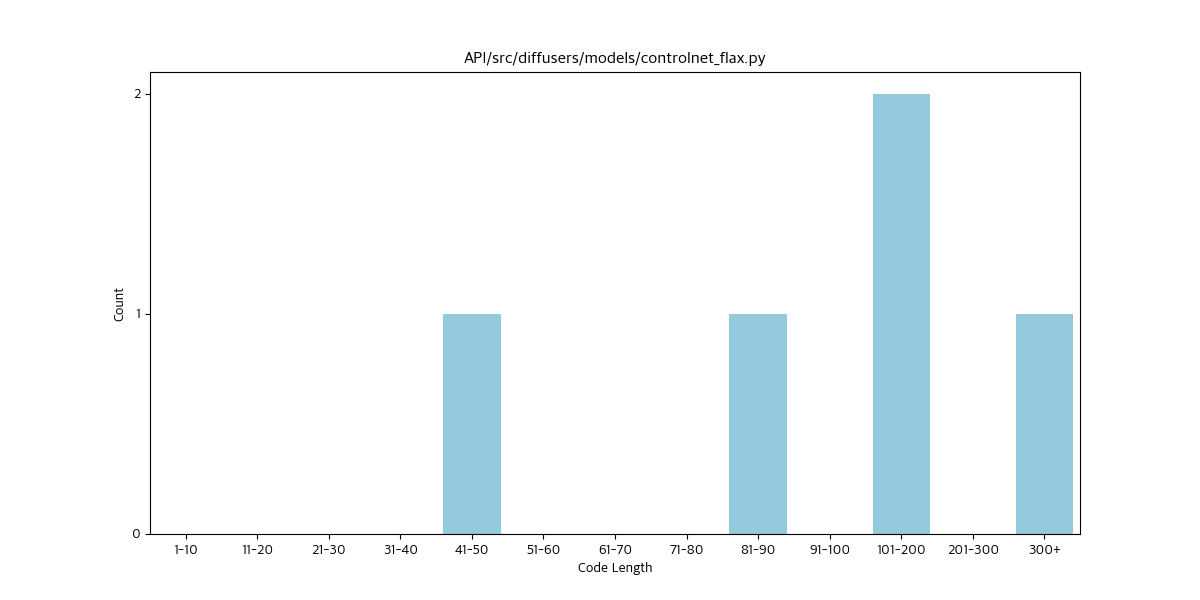 API/src/diffusers/models/controlnet_flax.py
Count
2
1
0
1-10 11-20 21-30 31-40 41-50 51-60 61-70 71-80 81-90 91-100 101-200 201-300 300+
Code Length